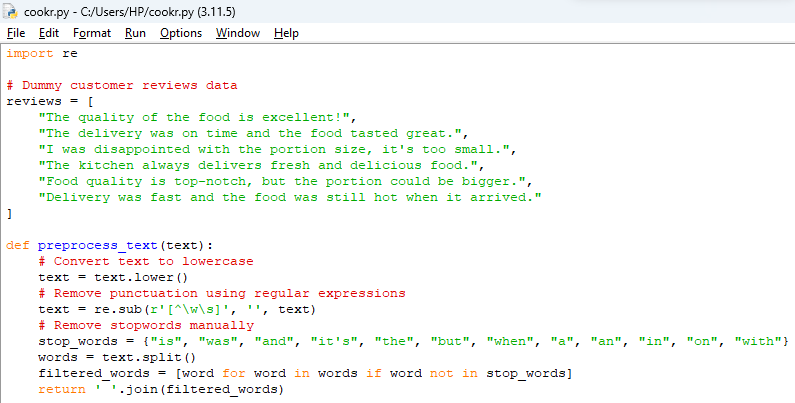 cookr.py - C:/Users/HP/cookr.py (3.11.5)
File Edit Format Run Options Window Help
import re

# Dummy customer reviews data
reviews = [
    "The quality of the food is excellent!",
    "The delivery was on time and the food tasted great.",
    "I was disappointed with the portion size, it's too small.",
    "The kitchen always delivers fresh and delicious food.",
    "Food quality is top-notch, but the portion could be bigger.",
    "Delivery was fast and the food was still hot when it arrived."
]

def preprocess_text(text):
    # Convert text to lowercase
    text = text.lower()
    # Remove punctuation using regular expressions
    text = re.sub(r'[^\w\s]', '', text)
    # Remove stopwords manually
    stop_words = {"is", "was", "and", "it's", "the", "but", "when", "a", "an", "in", "on", "with"}
    words = text.split()
    filtered_words = [word for word in words if word not in stop_words]
    return ' '.join(filtered_words)